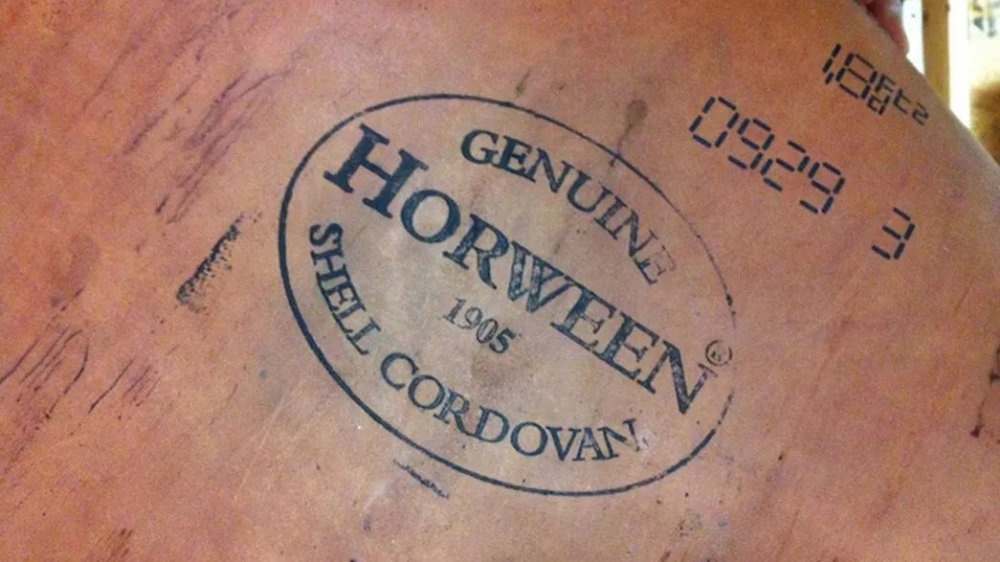 GENUINE
HORWEEN®
1905
SHELL CORDOVAN
0929 3